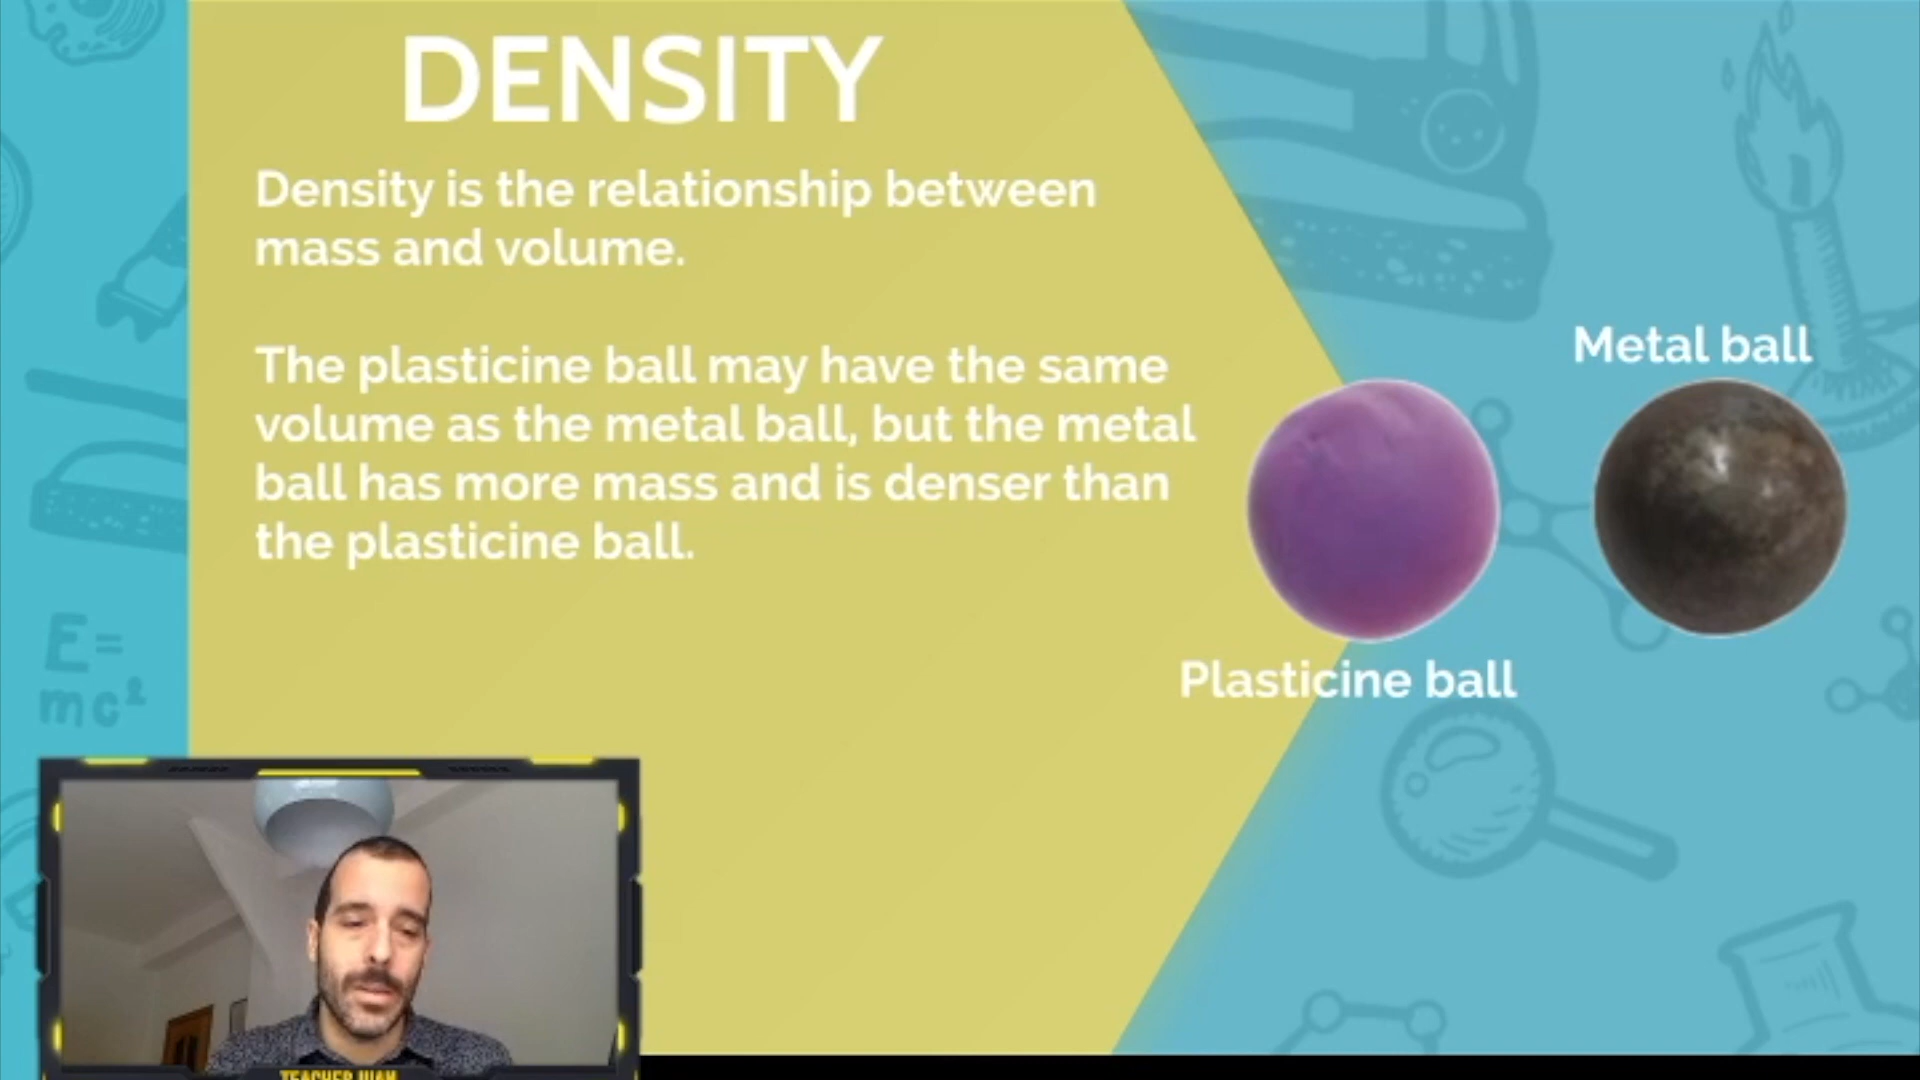 DENSITY
Density is the relationship between
mass and volume.
The plasticine ball may have the same
volume as the metal ball, but the metal
ball has more mass and is denser than
the plasticine ball.
Metal ball
Plasticine ball
E=
mc²
TEACHER JUAN